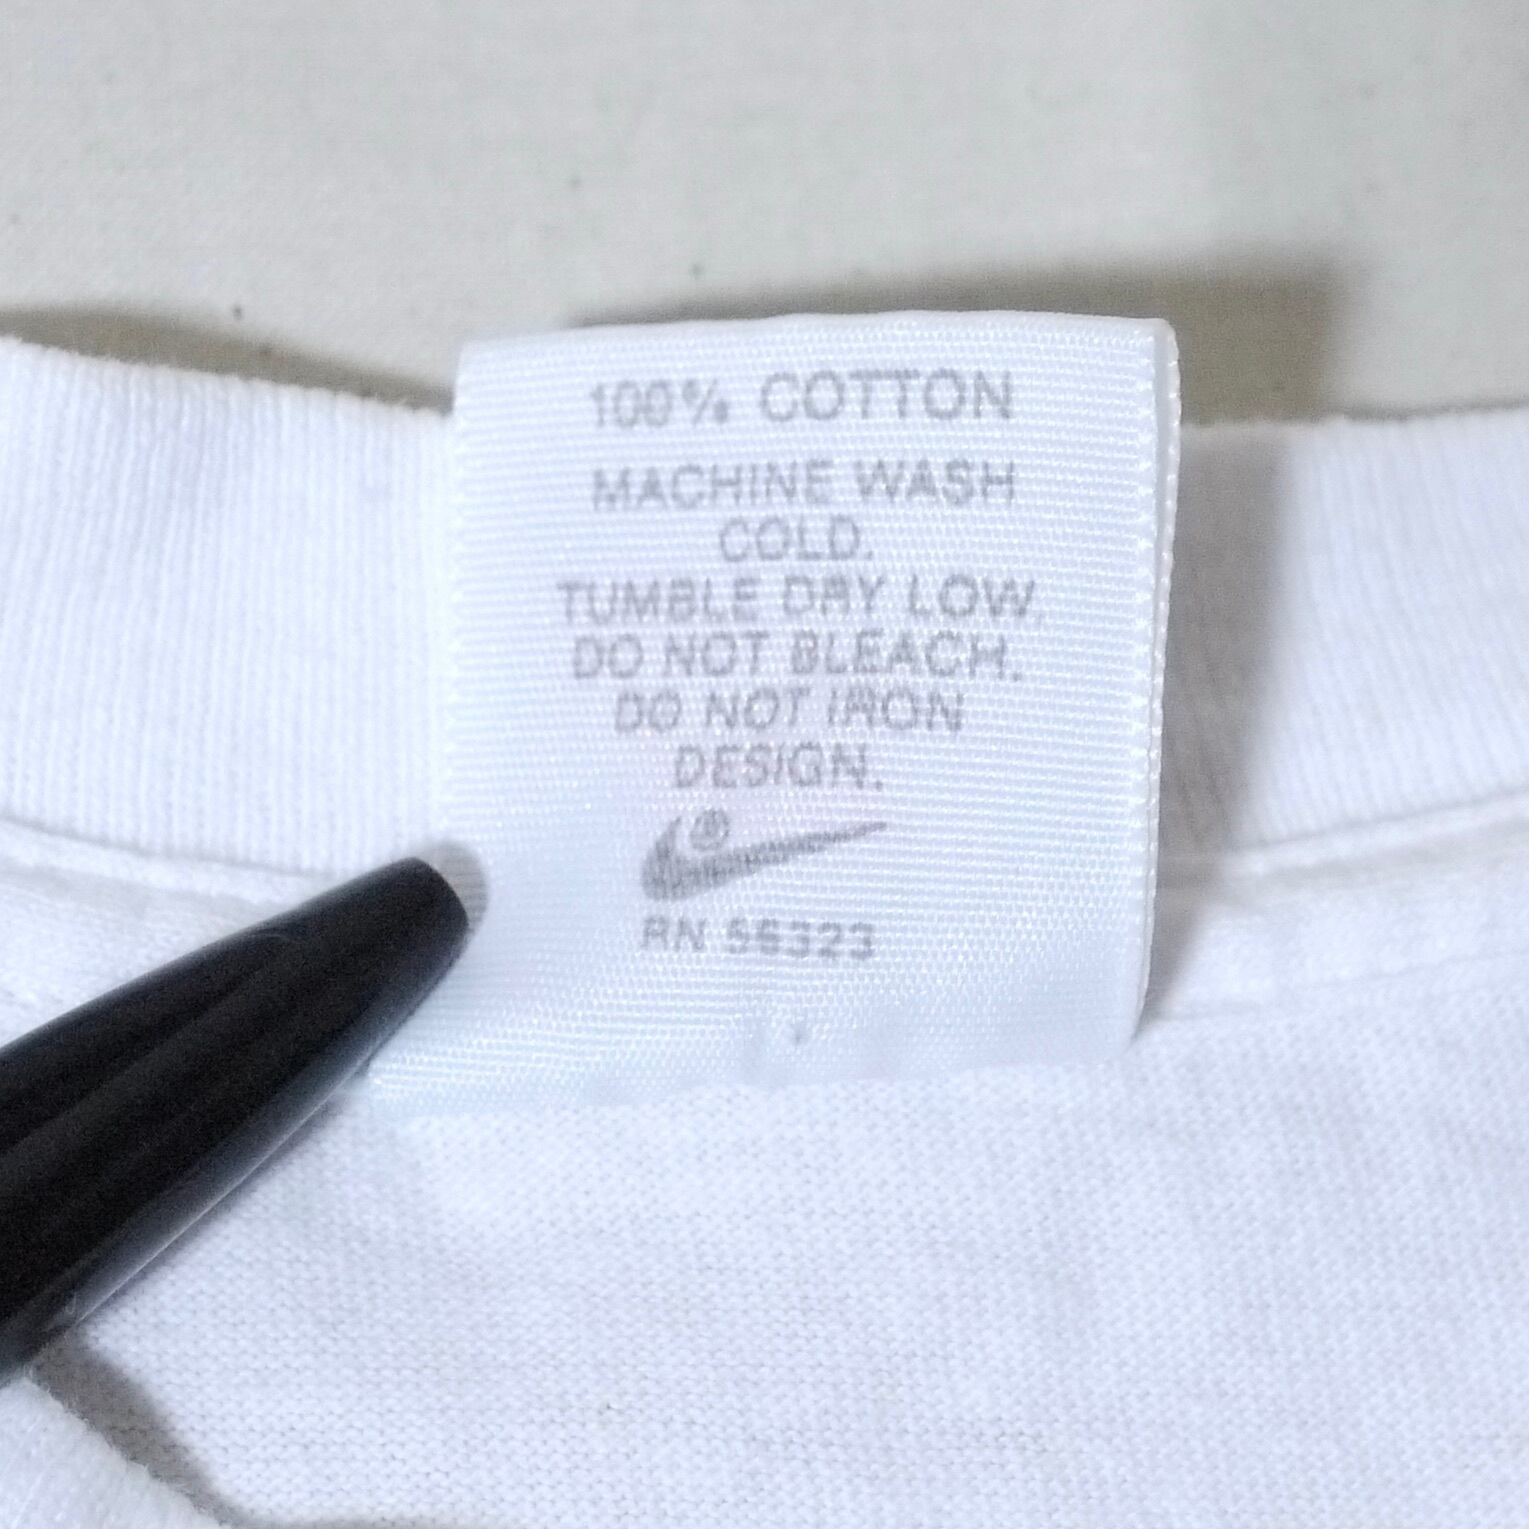 100% COTTON
MACHINE WASH
COLD.
TUMBLE DRY LOW.
DO NOT BLEACH.
DO NOT IRON
DESIGN.
®
RN 56323